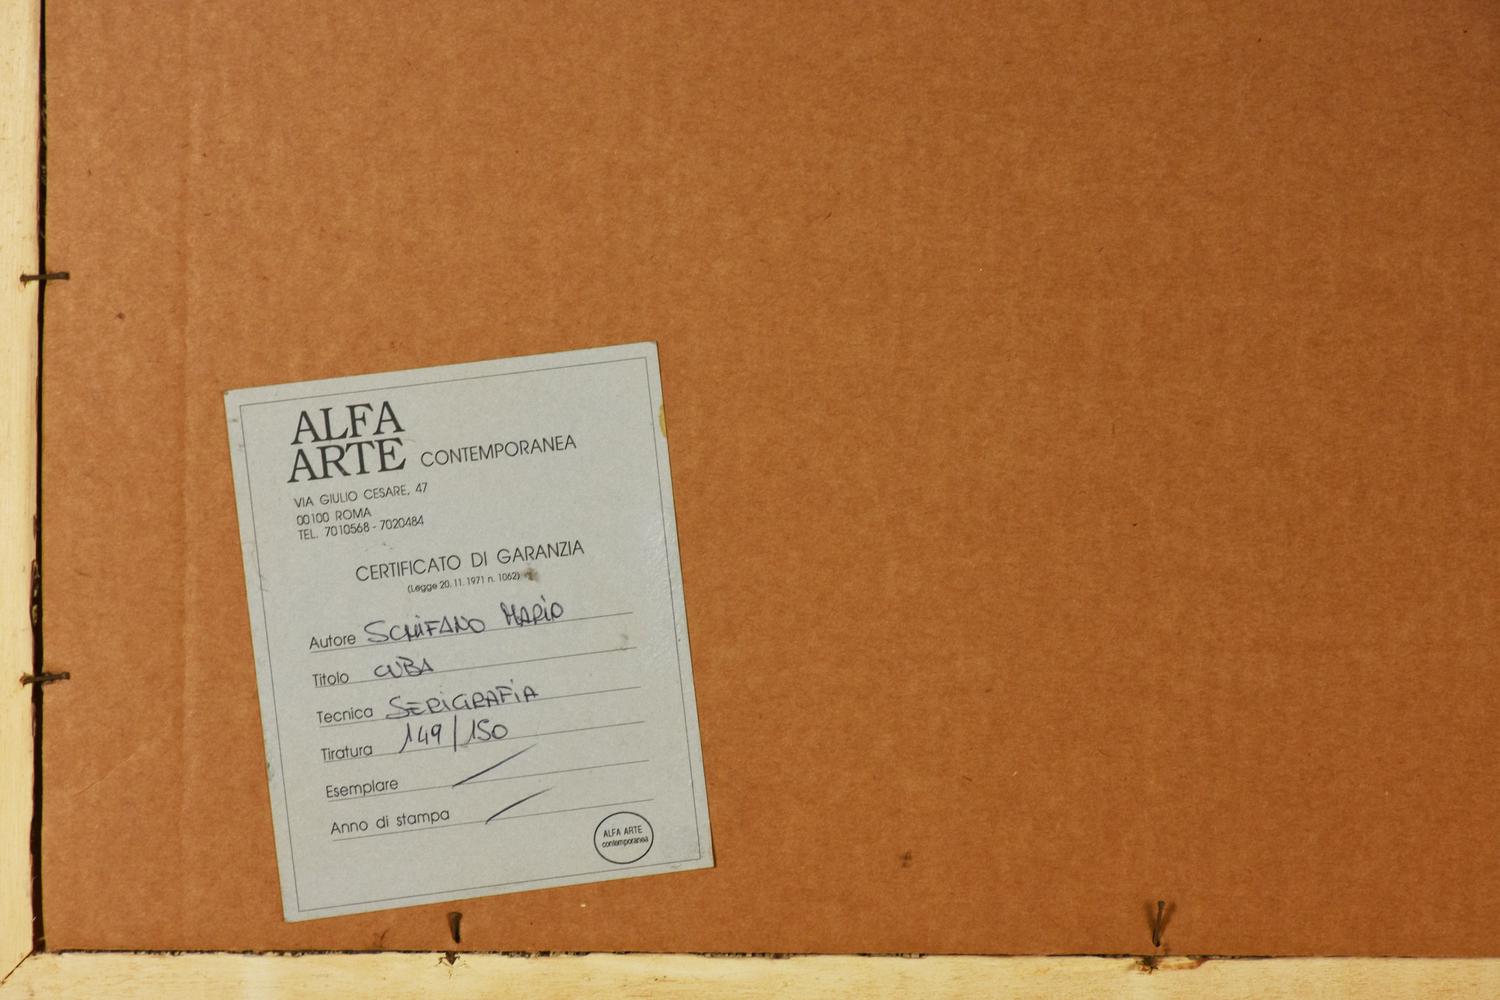 ALFA
ARTE CONTEMPORANEA
VIA GIULIO CESARE, 47
00100 ROMA
TEL. 7010568 - 7020484
CERTIFICATO DI GARANZIA
(Legge 20.11.1971 n. 1062)
Autore SCHIFANO MARIO
Titolo CUBA
Tecnica SERIGRAFIA
Tiratura 149/150
Esemplare
Anno di stampa
ALFA ARTE
contemporanea